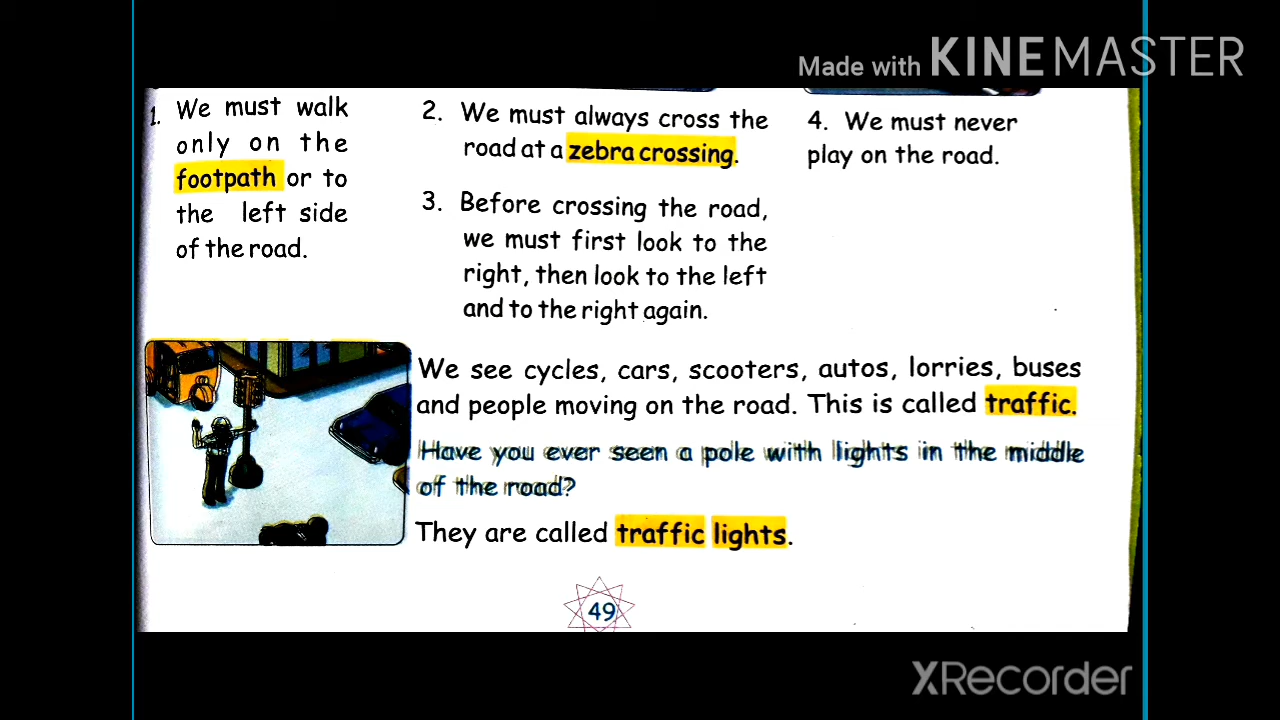 Made with KINEMASTER
1. We must walk
only on the
footpath or to
the left side
of the road.
2. We must always cross the
road at a zebra crossing.
3. Before crossing the road,
we must first look to the
right, then look to the left
and to the right again.
4. We must never
play on the road.
We see cycles, cars, scooters, autos, lorries, buses
and people moving on the road. This is called traffic.
Have you ever seen a pole with lights in the middle
of the road?
They are called traffic lights.
49
XRecorder